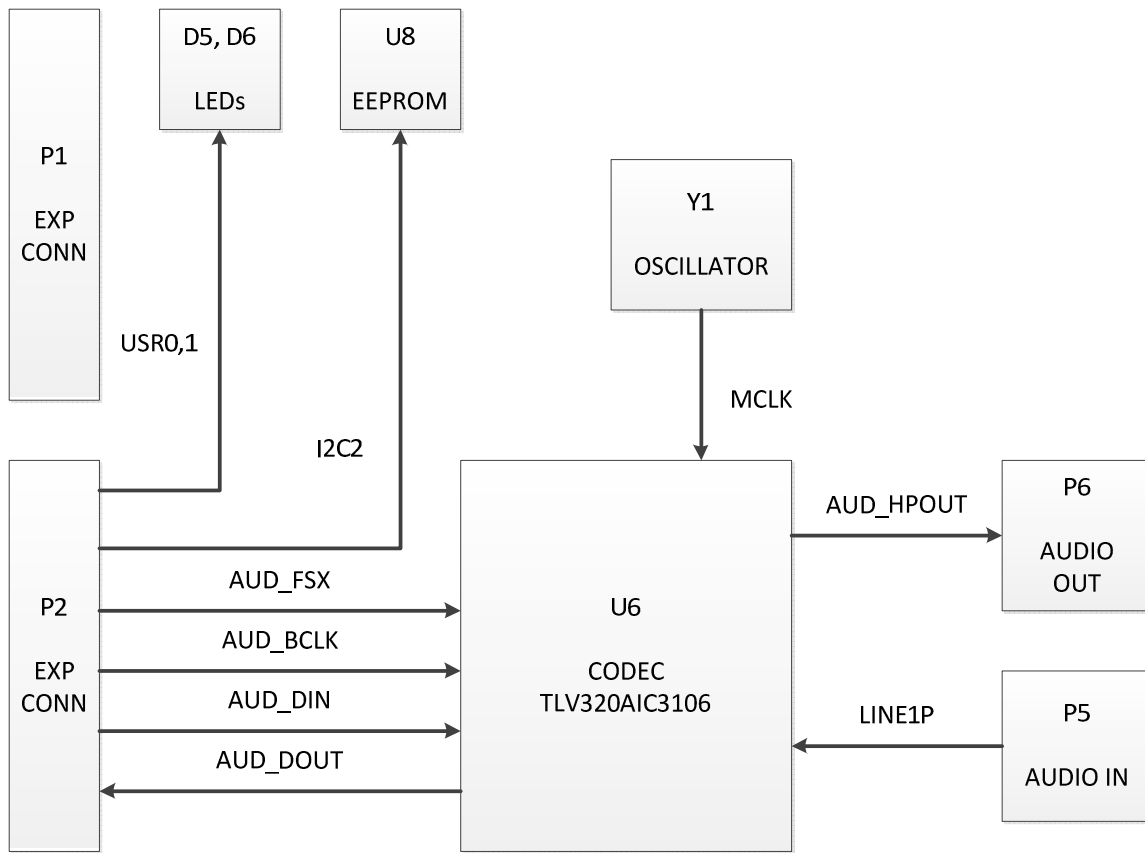 D5, D6
LEDs
U8
EEPROM
P1
EXP
CONN
Y1
OSCILLATOR
USR0,1
MCLK
I2C2
AUD_HPOUT
P6
AUDIO
OUT
AUD_FSX
P2
EXP
CONN
AUD_BCLK
AUD_DIN
AUD_DOUT
U6
CODEC
TLV320AIC3106
LINE1P
P5
AUDIO IN